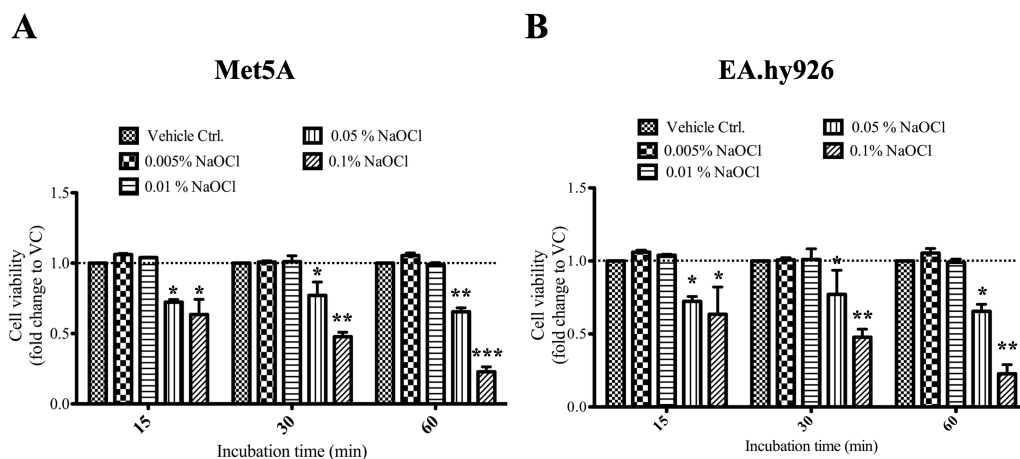 A
Met5A
Vehicle Ctrl.
0.005% NaOCl
0.01 % NaOCl
0.05 % NaOCl
0.1% NaOCl
Cell viability
(fold change to VC)
1.5
1.0
0.5
0.0
* *
* **
** ***
15
30
60
Incubation time (min)
B
EA.hy926
Vehicle Ctrl.
0.005% NaOCl
0.01 % NaOCl
0.05 % NaOCl
0.1% NaOCl
Cell viability
(fold change to VC)
1.5
1.0
0.5
0.0
* *
* **
* **
15
30
60
Incubation time (min)